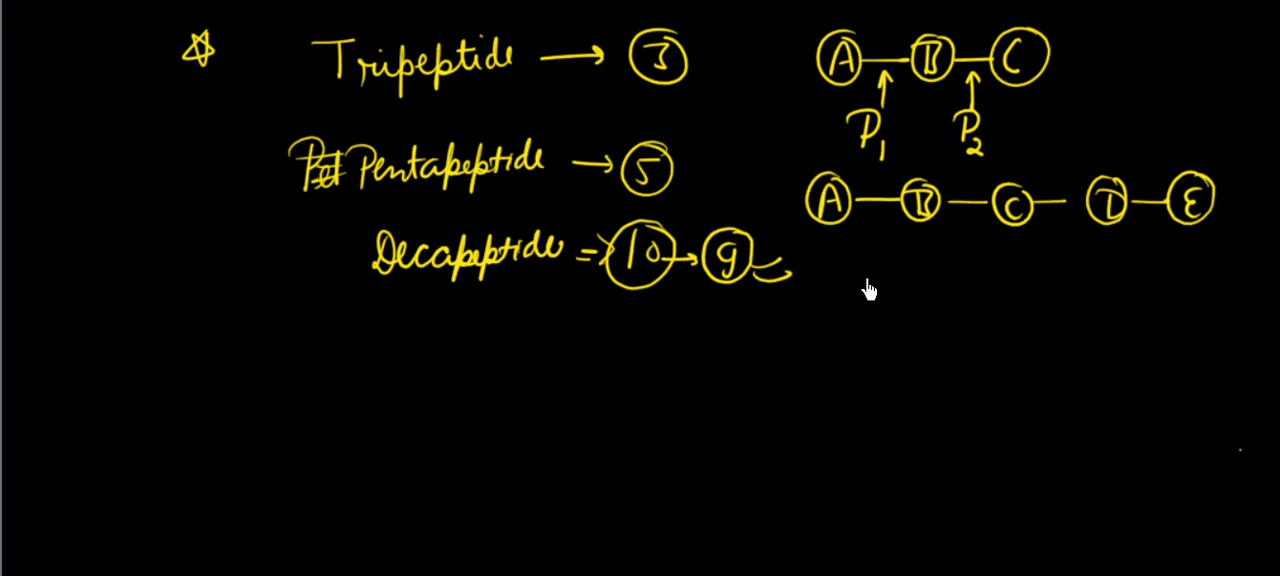 Tripeptide → 3 A—B—C
P1 P2
Pentapeptide → 5 A—B—C—D—E
Decapeptide = 10 → 9